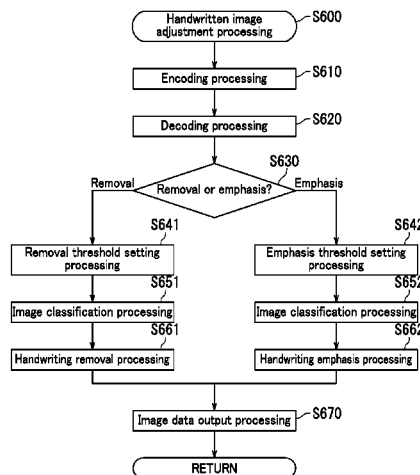 Handwritten image
adjustment processing
S600
Encoding processing
S610
Decoding processing
S620
S630
Removal
Removal or emphasis?
Emphasis
S641
Removal threshold setting
processing
S642
Emphasis threshold setting
processing
S651
Image classification processing
S652
Image classification processing
S661
Handwriting removal processing
S662
Handwriting emphasis processing
Image data output processing
S670
RETURN